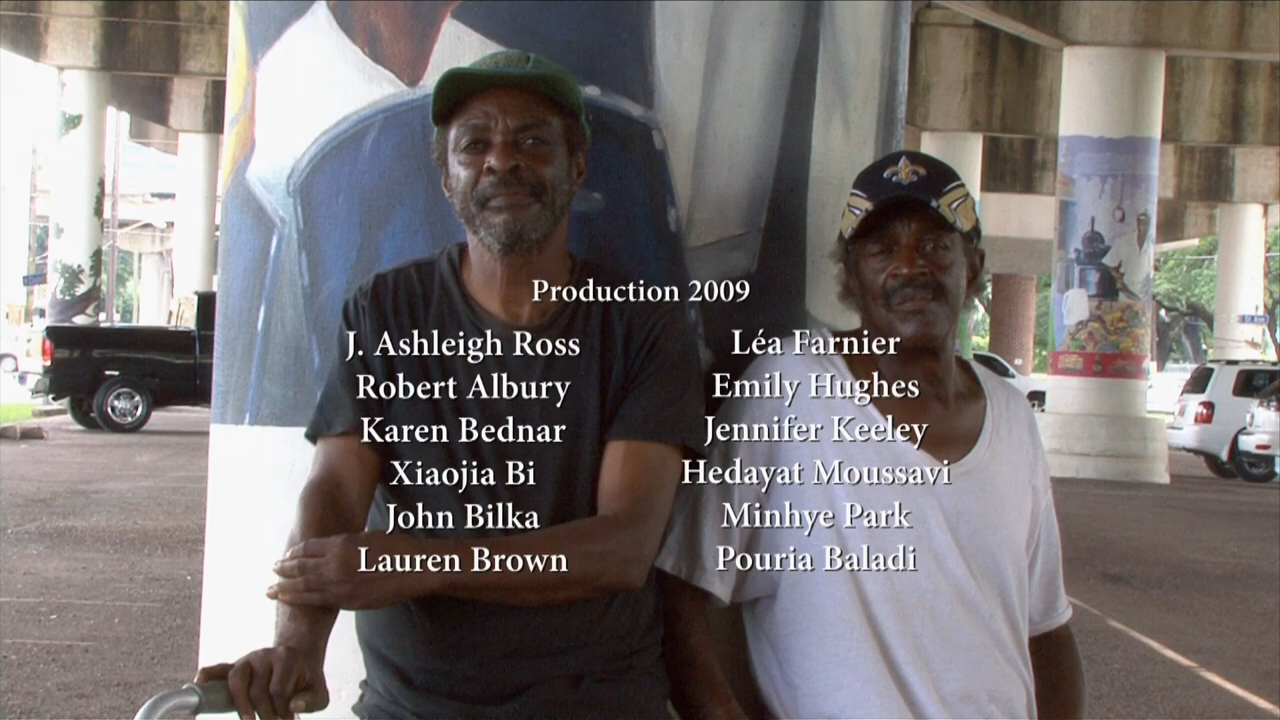 Production 2009
J. Ashleigh Ross
Robert Albury
Karen Bednar
Xiaojia Bi
John Bilka
Lauren Brown
Léa Farnier
Emily Hughes
Jennifer Keeley
Hedayat Moussavi
Minhye Park
Pouria Baladi